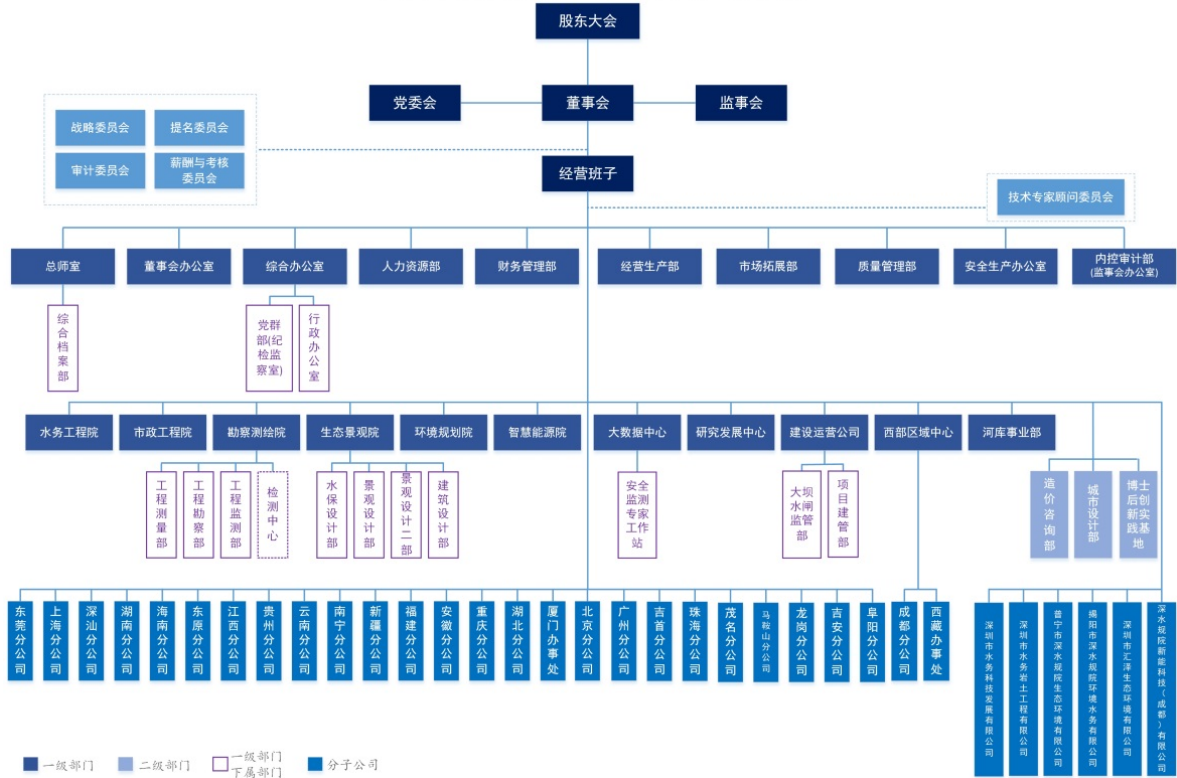 股东大会
党委会
董事会
监事会
战略委员会
提名委员会
审计委员会
薪酬与考核
委员会
经营班子
技术专家顾问委员会
总师室
董事会办公室
综合办公室
人力资源部
财务管理部
经营生产部
市场拓展部
质量管理部
安全生产办公室
内控审计部
(监事会办公室)
综合档案部
党群
部(纪
检监
察室)
行政办公室
水务工程院
市政工程院
勘察测绘院
生态景观院
环境规划院
智慧能源院
大数据中心
研究发展中心
建设运营公司
西部区域中心
河库事业部
工程测量部
工程勘察部
工程监测部
检测中心
水保设计部
景观设计部
景观设计二部
建筑设计部
安全
监测
专家
工作
站
大坝
水闸
监管
部
项目建管部
造价咨询部
城市设计部
博士
后创
新实
践基
地
东莞分公司
上海分公司
深汕分公司
湖南分公司
海南分公司
东原分公司
江西分公司
贵州分公司
云南分公司
南宁分公司
新疆分公司
福建分公司
安徽分公司
重庆分公司
湖北分公司
厦门办事处
北京分公司
广州分公司
吉首分公司
珠海分公司
茂名分公司
马鞍山分公司
龙岗分公司
吉安分公司
阜阳分公司
成都分公司
西藏办事处
深圳市水务科技发展有限公司
深圳市水务岩土工程有限公司
普宁市深水规院生态环境有限公司
揭阳市深水规院环境水务有限公司
深圳市汇泽生态环境有限公司
深水规院新能科技（成都）有限公司
一级部门
二级部门
一级部门
下属部门
分子公司